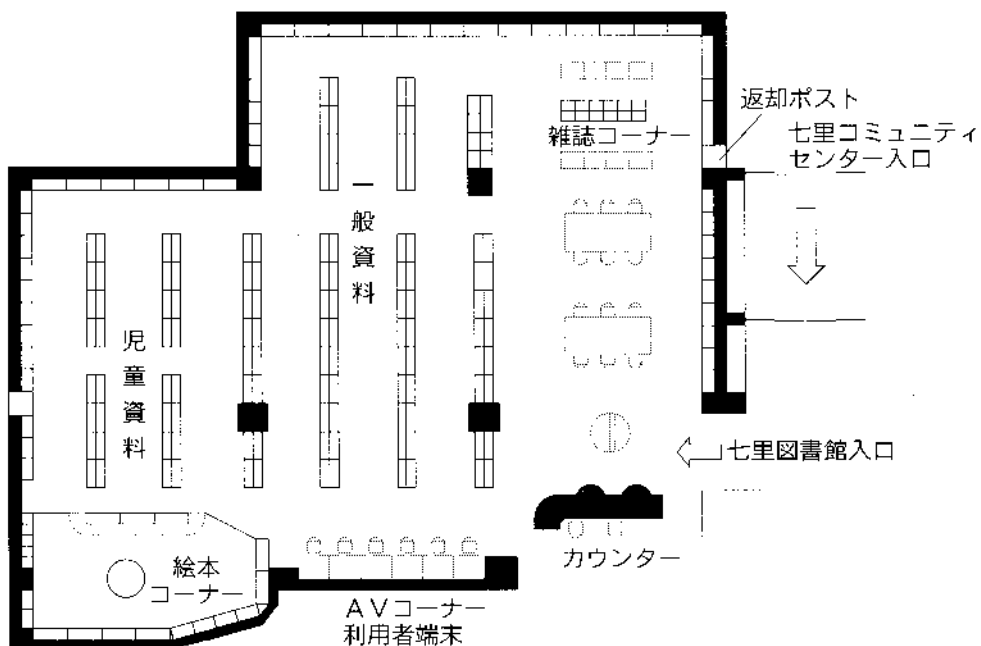 返却ポスト
七里コミュニティ
センター入口
雑誌コーナー
一般資料
児童資料
七里図書館入口
カウンター
絵本
コーナー
AVコーナー
利用者端末